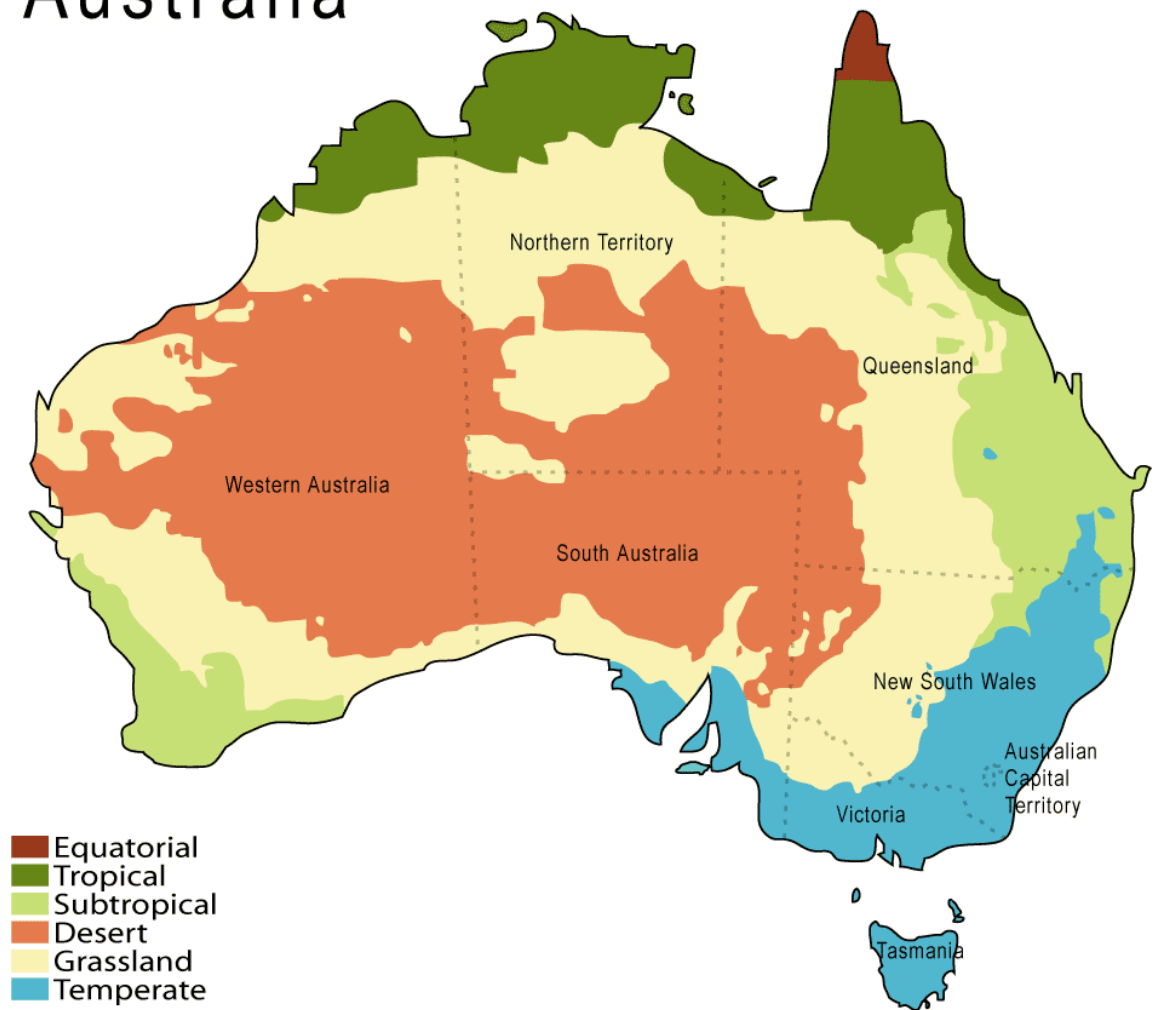 Australia
Northern Territory
Queensland
Western Australia
South Australia
New South Wales
Australian
Capital
Territory
Victoria
Tasmania
Equatorial
Tropical
Subtropical
Desert
Grassland
Temperate